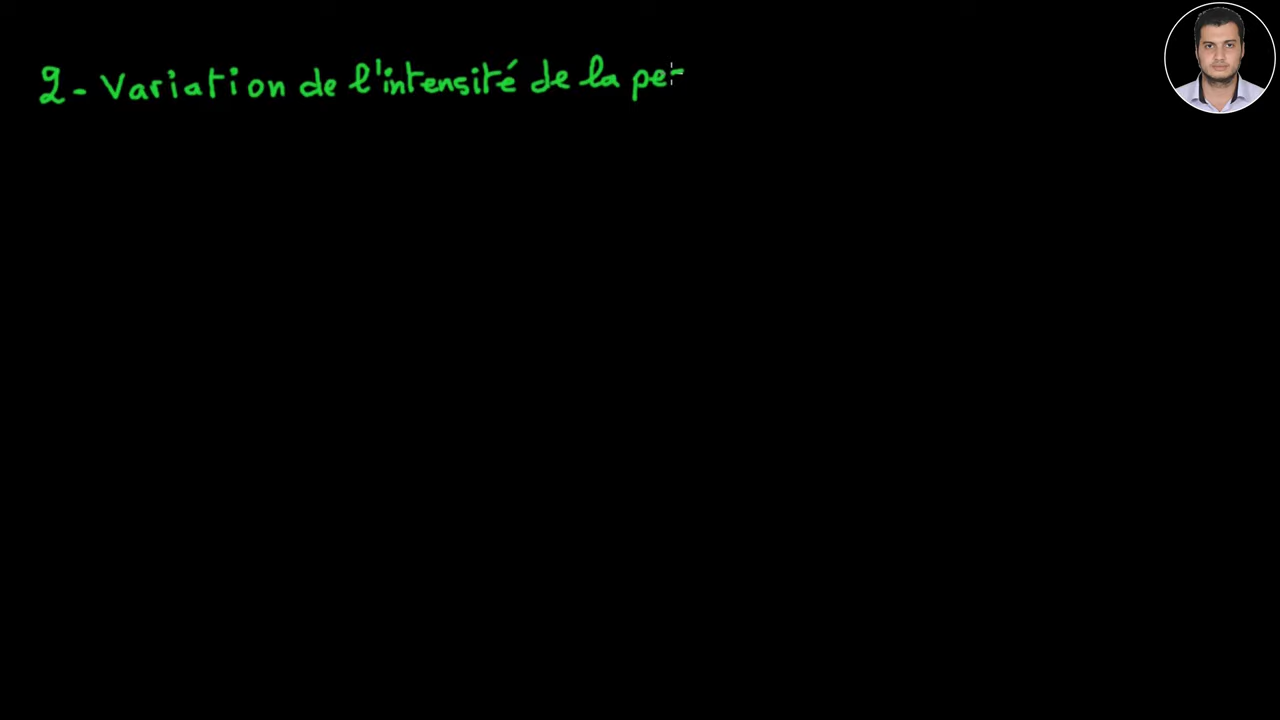 2 - Variation de l'intensité de la pe